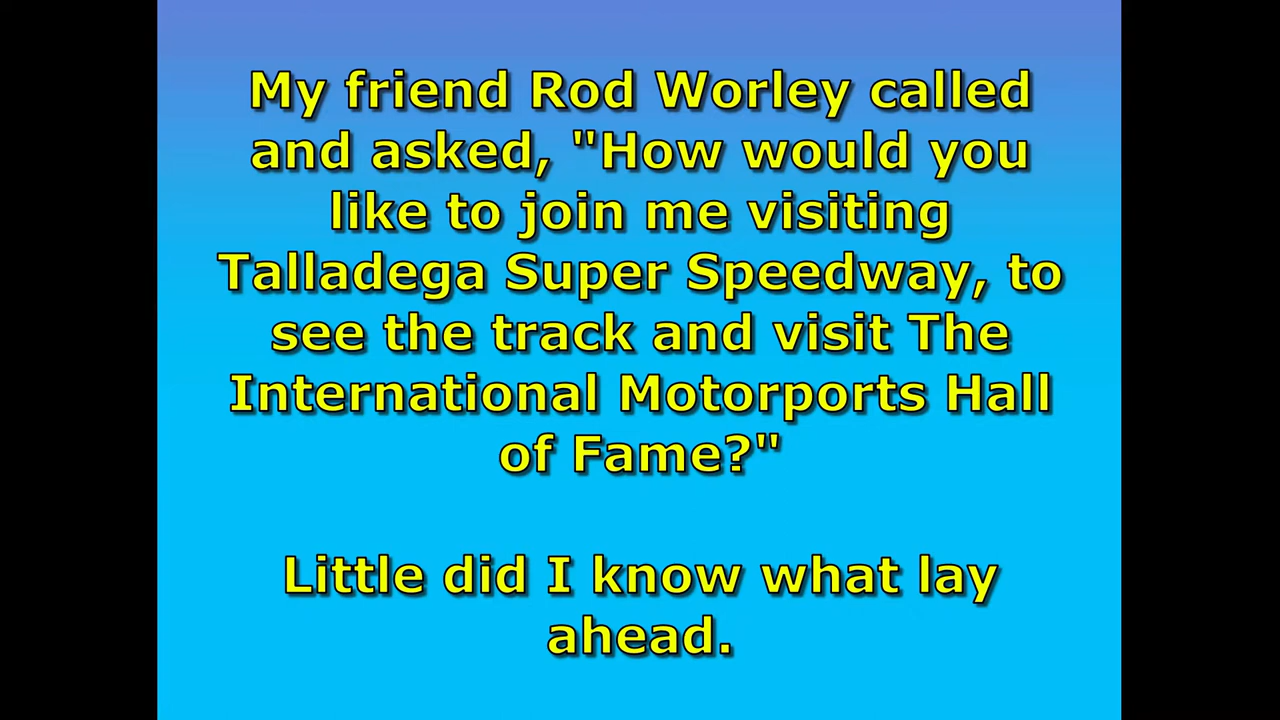 My friend Rod Worley called
and asked, "How would you
like to join me visiting
Talladega Super Speedway, to
see the track and visit The
International Motorports Hall
of Fame?"
Little did I know what lay
ahead.